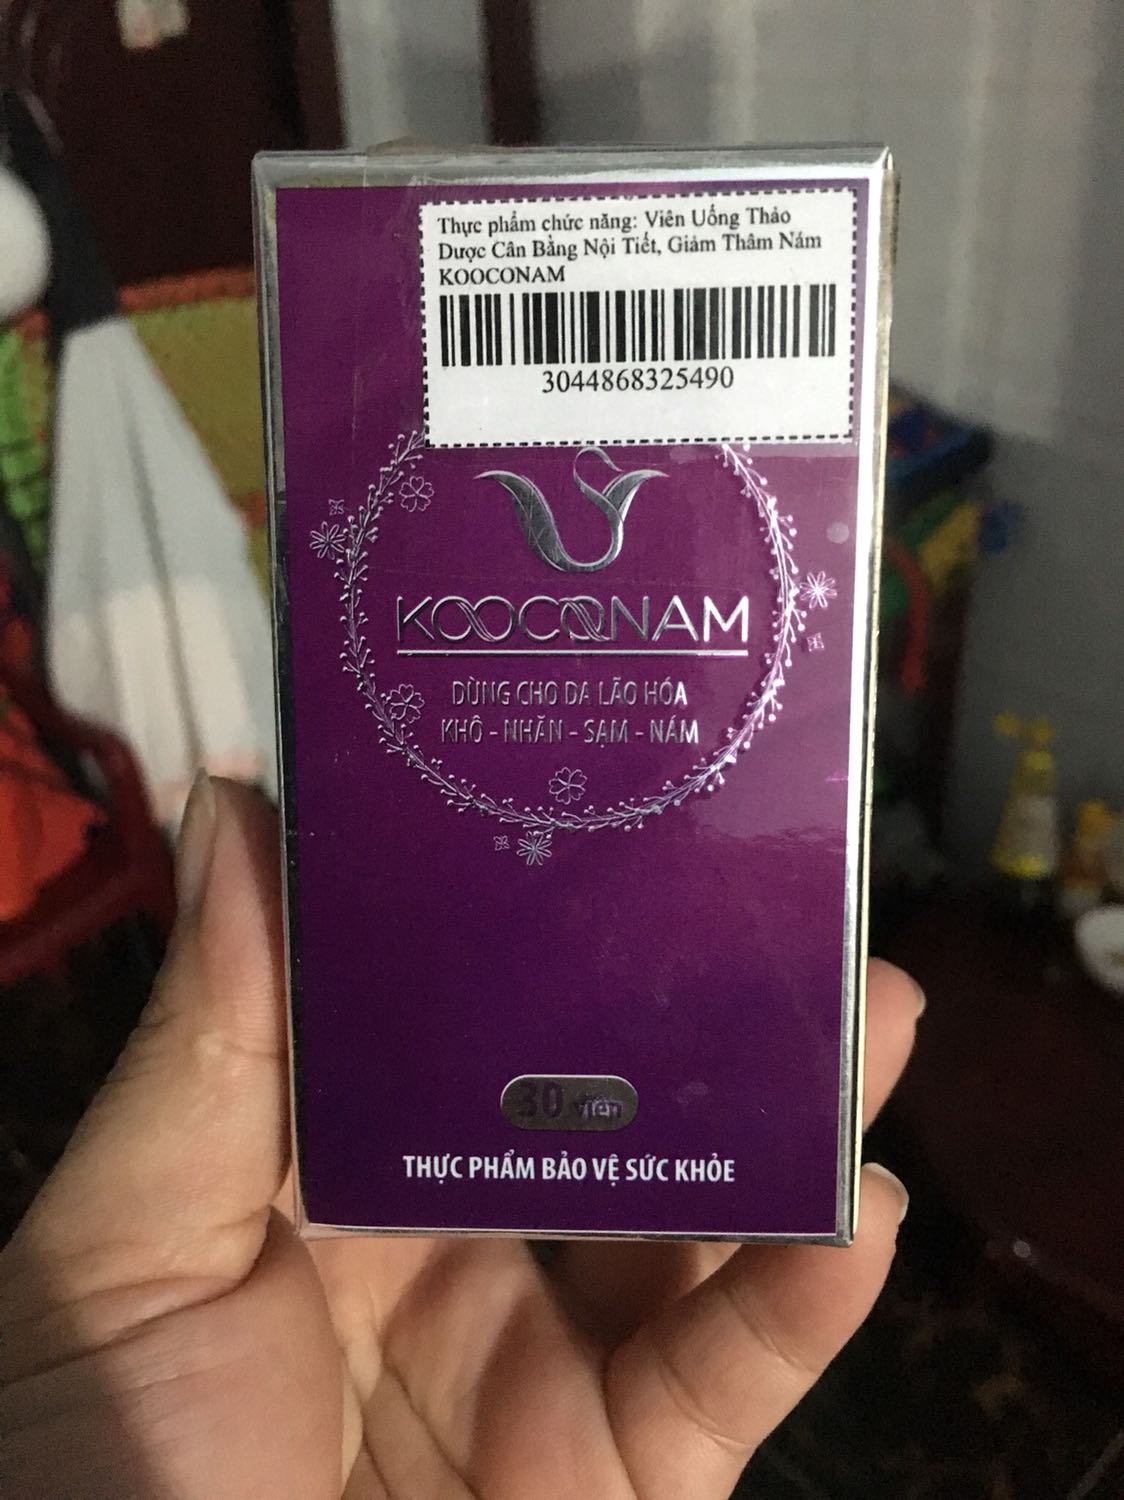 Thực phẩm chức năng: Viên Uống Thảo
Dược Cân Bằng Nội Tiết, Giảm Thâm Nám
KOOCONAM
3044868325490
KOOCONAM
DÙNG CHO DA LÃO HÓA
KHÔ - NHĂN - SẠM - NÁM
30 viên
THỰC PHẨM BẢO VỆ SỨC KHỎE